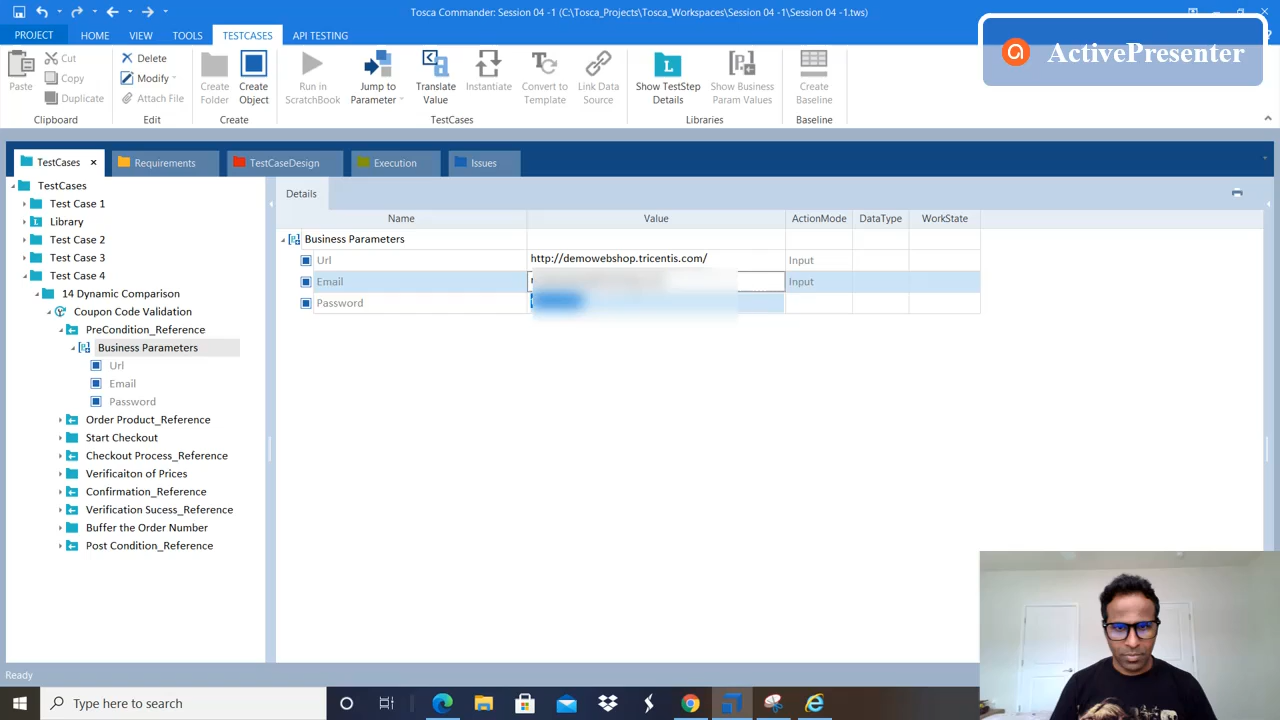 Tosca Commander: Session 04 -1 (C:\Tosca_Projects\Tosca_Workspaces\Session 04 -1\Session 04 -1.tws)
ActivePresenter
PROJECT HOME VIEW TOOLS TESTCASES API TESTING
Paste
Cut
Copy
Duplicate
Clipboard
Delete
Modify
Attach File
Edit
Create Folder
Create Object
Create
Run in ScratchBook
Jump to Parameter
Translate Value
Instantiate
Convert to Template
Link Data Source
TestCases
Show TestStep Details
Show Business Param Values
Libraries
Create Baseline
Baseline
TestCases x Requirements TestCaseDesign Execution Issues
TestCases
Test Case 1
Library
Test Case 2
Test Case 3
Test Case 4
14 Dynamic Comparison
Coupon Code Validation
PreCondition_Reference
Business Parameters
Url
Email
Password
Order Product_Reference
Start Checkout
Checkout Process_Reference
Verificaiton of Prices
Confirmation_Reference
Verification Sucess_Reference
Buffer the Order Number
Post Condition_Reference
Details
Name Value ActionMode DataType WorkState
Business Parameters
Url http://demowebshop.tricentis.com/ Input
Email Input
Password
Ready
Type here to search